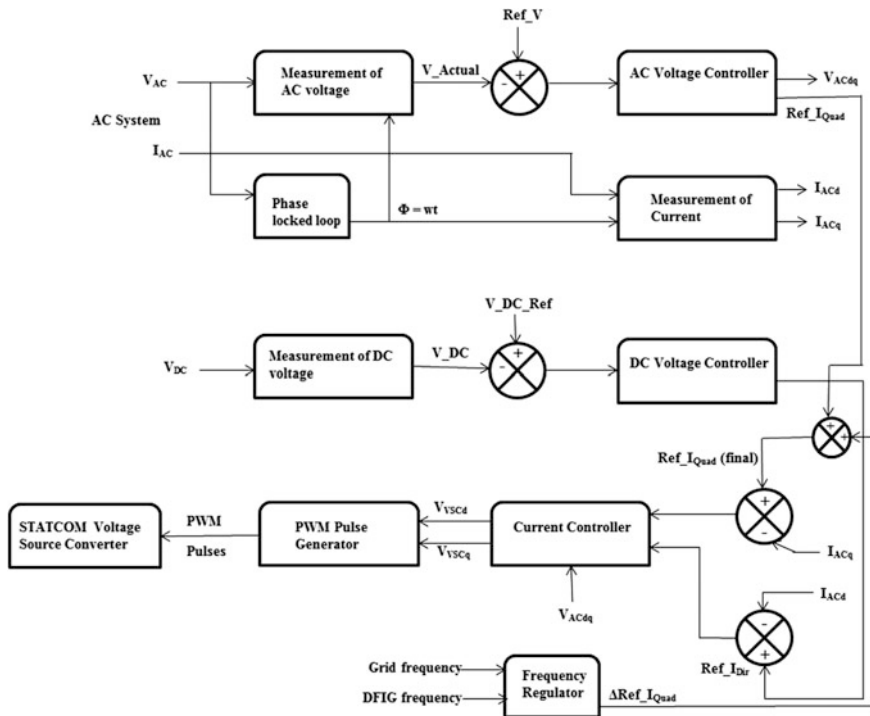 Ref_V
V_AC
Measurement of
AC voltage
V_Actual
+
-
AC Voltage Controller
V_ACdq
Ref_I_Quad
AC System
I_AC
Phase
locked loop
Φ = wt
Measurement of
Current
I_ACd
I_ACq
V_DC_Ref
V_DC
Measurement of DC
voltage
V_DC
+
-
DC Voltage Controller
+
+
Ref_I_Quad (final)
STATCOM Voltage
Source Converter
PWM
Pulses
PWM Pulse
Generator
V_VSCd
V_VSCq
Current Controller
V_ACdq
+
-
I_ACq
I_ACd
-
+
Ref_I_Dir
Grid frequency
DFIG frequency
Frequency
Regulator
ΔRef_I_Quad